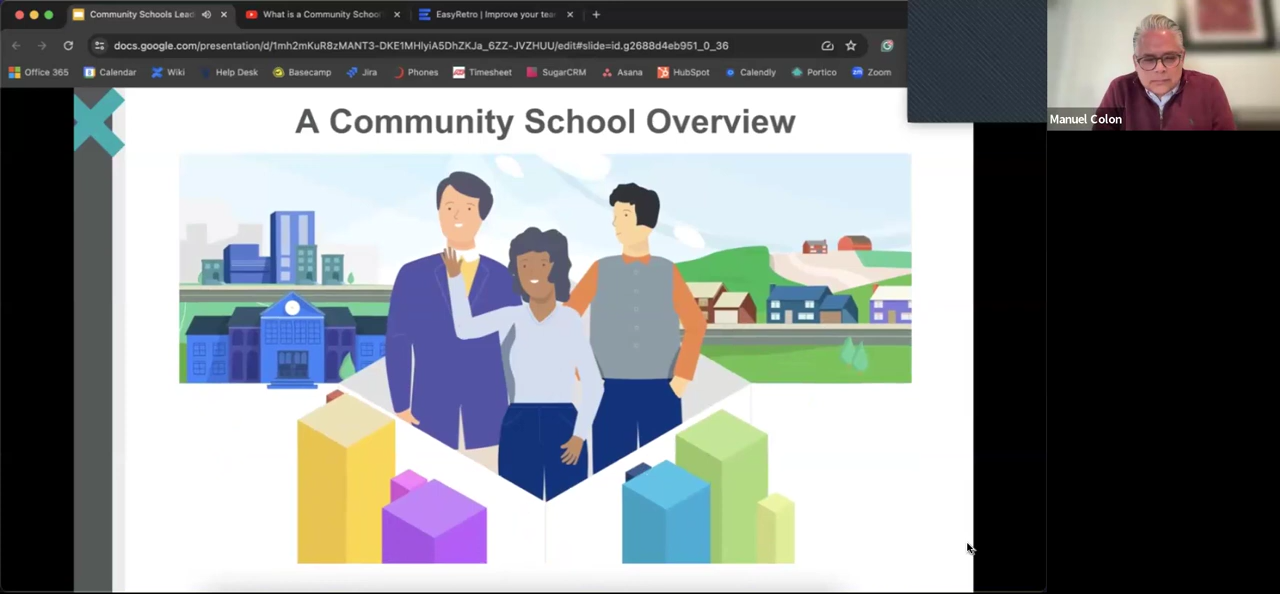 Community Schools Lead
What is a Community School
EasyRetro | Improve your tea
docs.google.com/presentation/d/1mh2mKuR8zMANT3-DKE1MHlyiA5DhZKJa_6ZZ-JVZHUU/edit#slide=id.g2688d4eb951_0_36
Office 365
Calendar
Wiki
Help Desk
Basecamp
Jira
Phones
Timesheet
SugarCRM
Asana
HubSpot
Calendly
Portico
Zoom
A Community School Overview
Manuel Colon